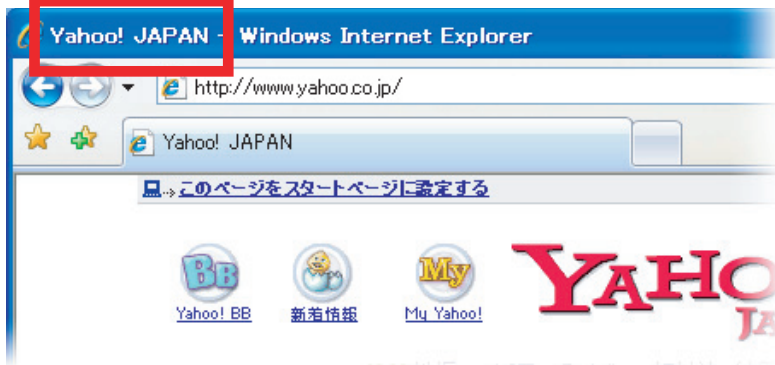 Yahoo! JAPAN - Windows Internet Explorer
http://www.yahoo.co.jp/
Yahoo! JAPAN
このページをスタートページに設定する
BB
My
YAHO
JA
Yahoo! BB
新着情報
My Yahoo!